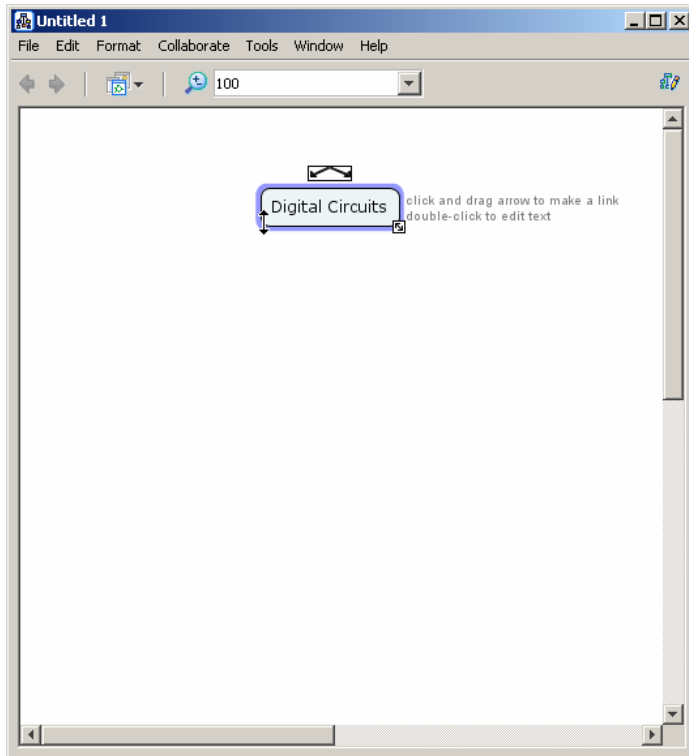 Untitled 1
File Edit Format Collaborate Tools Window Help
100
Digital Circuits
click and drag arrow to make a link
double-click to edit text